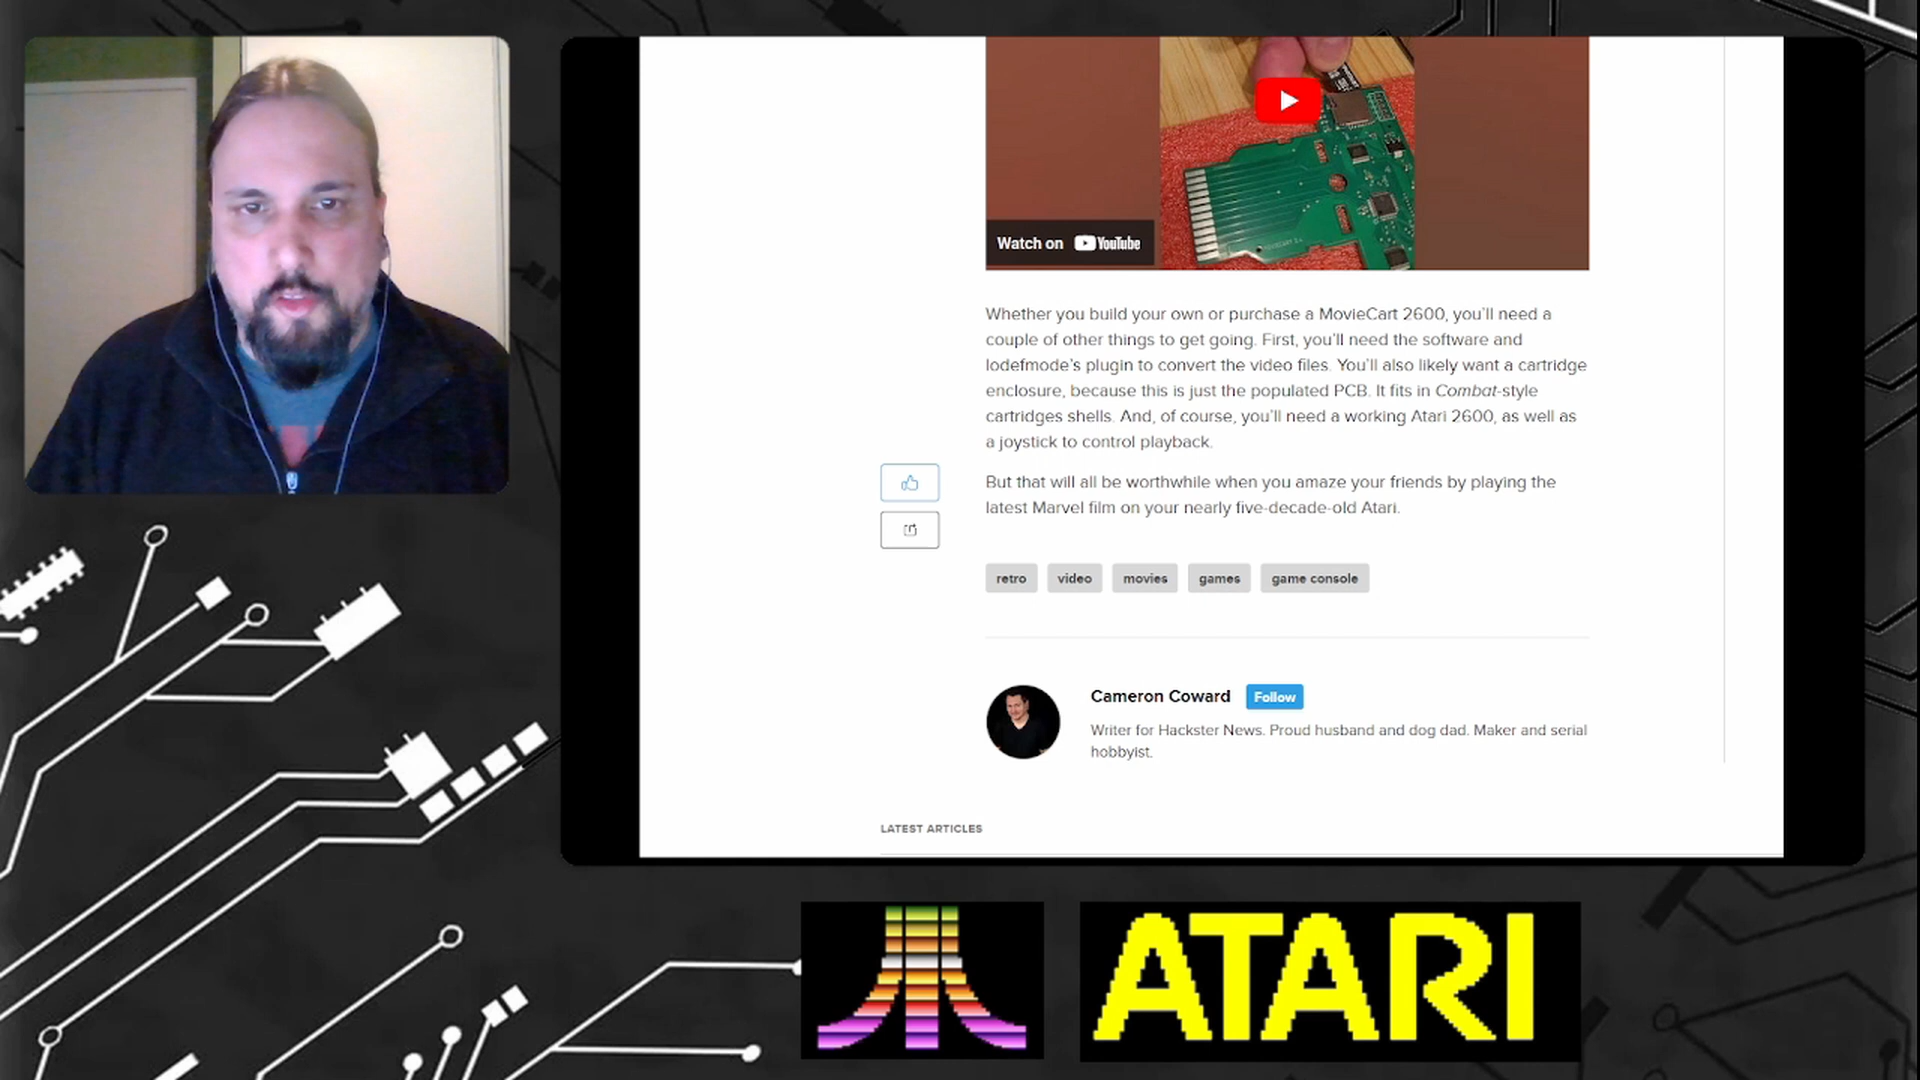 Watch on YouTube
Whether you build your own or purchase a MovieCart 2600, you'll need a
couple of other things to get going. First, you'll need the software and
lodefmode's plugin to convert the video files. You'll also likely want a cartridge
enclosure, because this is just the populated PCB. It fits in Combat-style
cartridges shells. And, of course, you'll need a working Atari 2600, as well as
a joystick to control playback.
But that will all be worthwhile when you amaze your friends by playing the
latest Marvel film on your nearly five-decade-old Atari.
retro video movies games game console
Cameron Coward Follow
Writer for Hackster News. Proud husband and dog dad. Maker and serial
hobbyist.
LATEST ARTICLES
ATARI